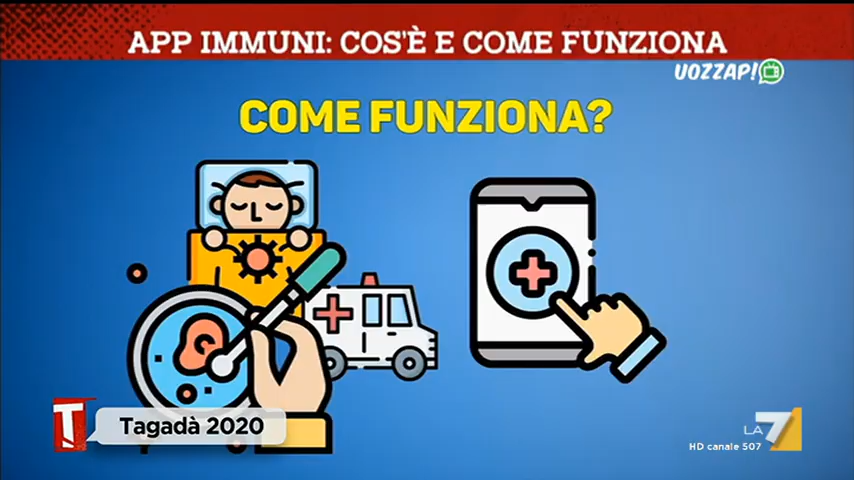 APP IMMUNI: COS'È E COME FUNZIONA
UOZZAP!
COME FUNZIONA?
T
Tagadà 2020
LA7
HD canale 507